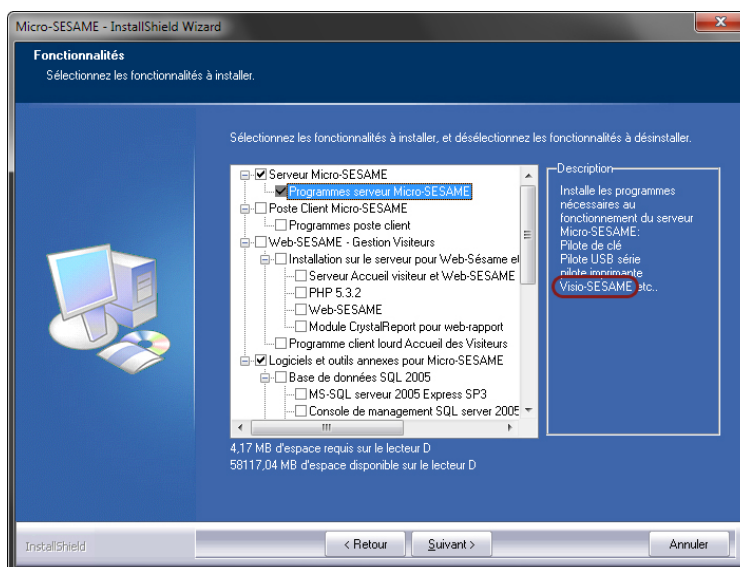 Micro-SESAME - InstallShield Wizard
Fonctionnalités
Sélectionnez les fonctionnalités à installer.
Sélectionnez les fonctionnalités à installer, et désélectionnez les fonctionnalités à désinstaller.
Serveur Micro-SESAME
Programmes serveur Micro-SESAME
Poste Client Micro-SESAME
Programmes poste client
Web-SESAME - Gestion Visiteurs
Installation sur le serveur pour Web-Sésame et
Serveur Accueil visiteur et Web-SESAME
PHP 5.3.2
Web-SESAME
Module CrystalReport pour web-rapport
Programme client lourd Accueil des Visiteurs
Logiciels et outils annexes pour Micro-SESAME
Base de données SQL 2005
MS-SQL serveur 2005 Express SP3
Console de management SQL server 2005
Description
Installe les programmes
nécessaires au
fonctionnement du serveur
Micro-SESAME:
Pilote de clé
Pilote USB série
pilote imprimante
Visio-SESAME etc..
4,17 MB d'espace requis sur le lecteur D
58117,04 MB d'espace disponible sur le lecteur D
InstallShield
< Retour
Suivant >
Annuler